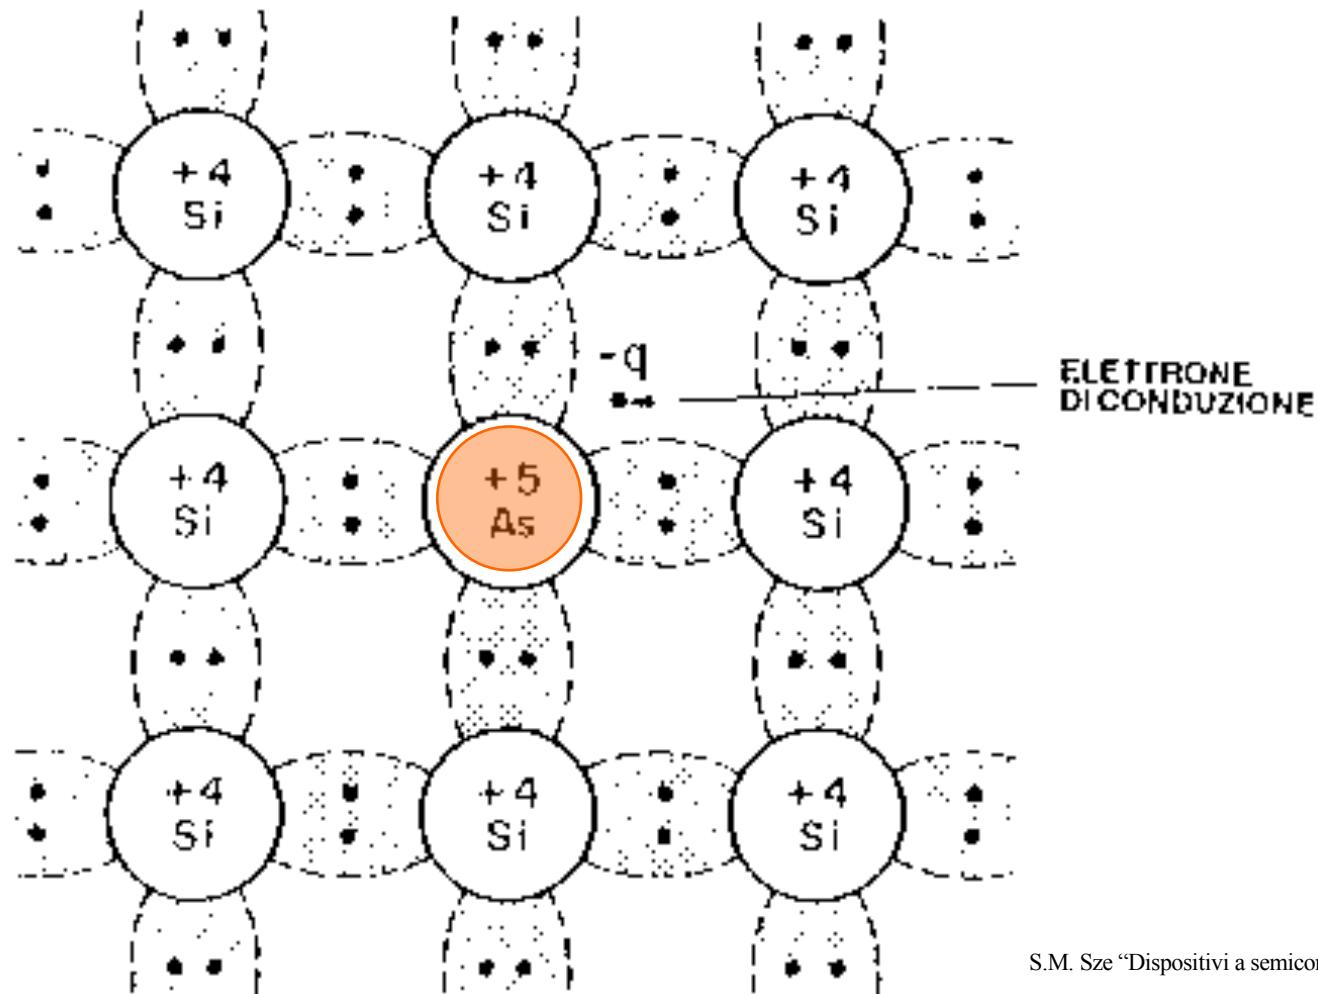 +4
Si
+4
Si
+4
Si
-q
ELETTRONE
DI CONDUZIONE
+4
Si
+5
As
+4
Si
+4
Si
+4
Si
+4
Si
S.M. Sze “Dispositivi a